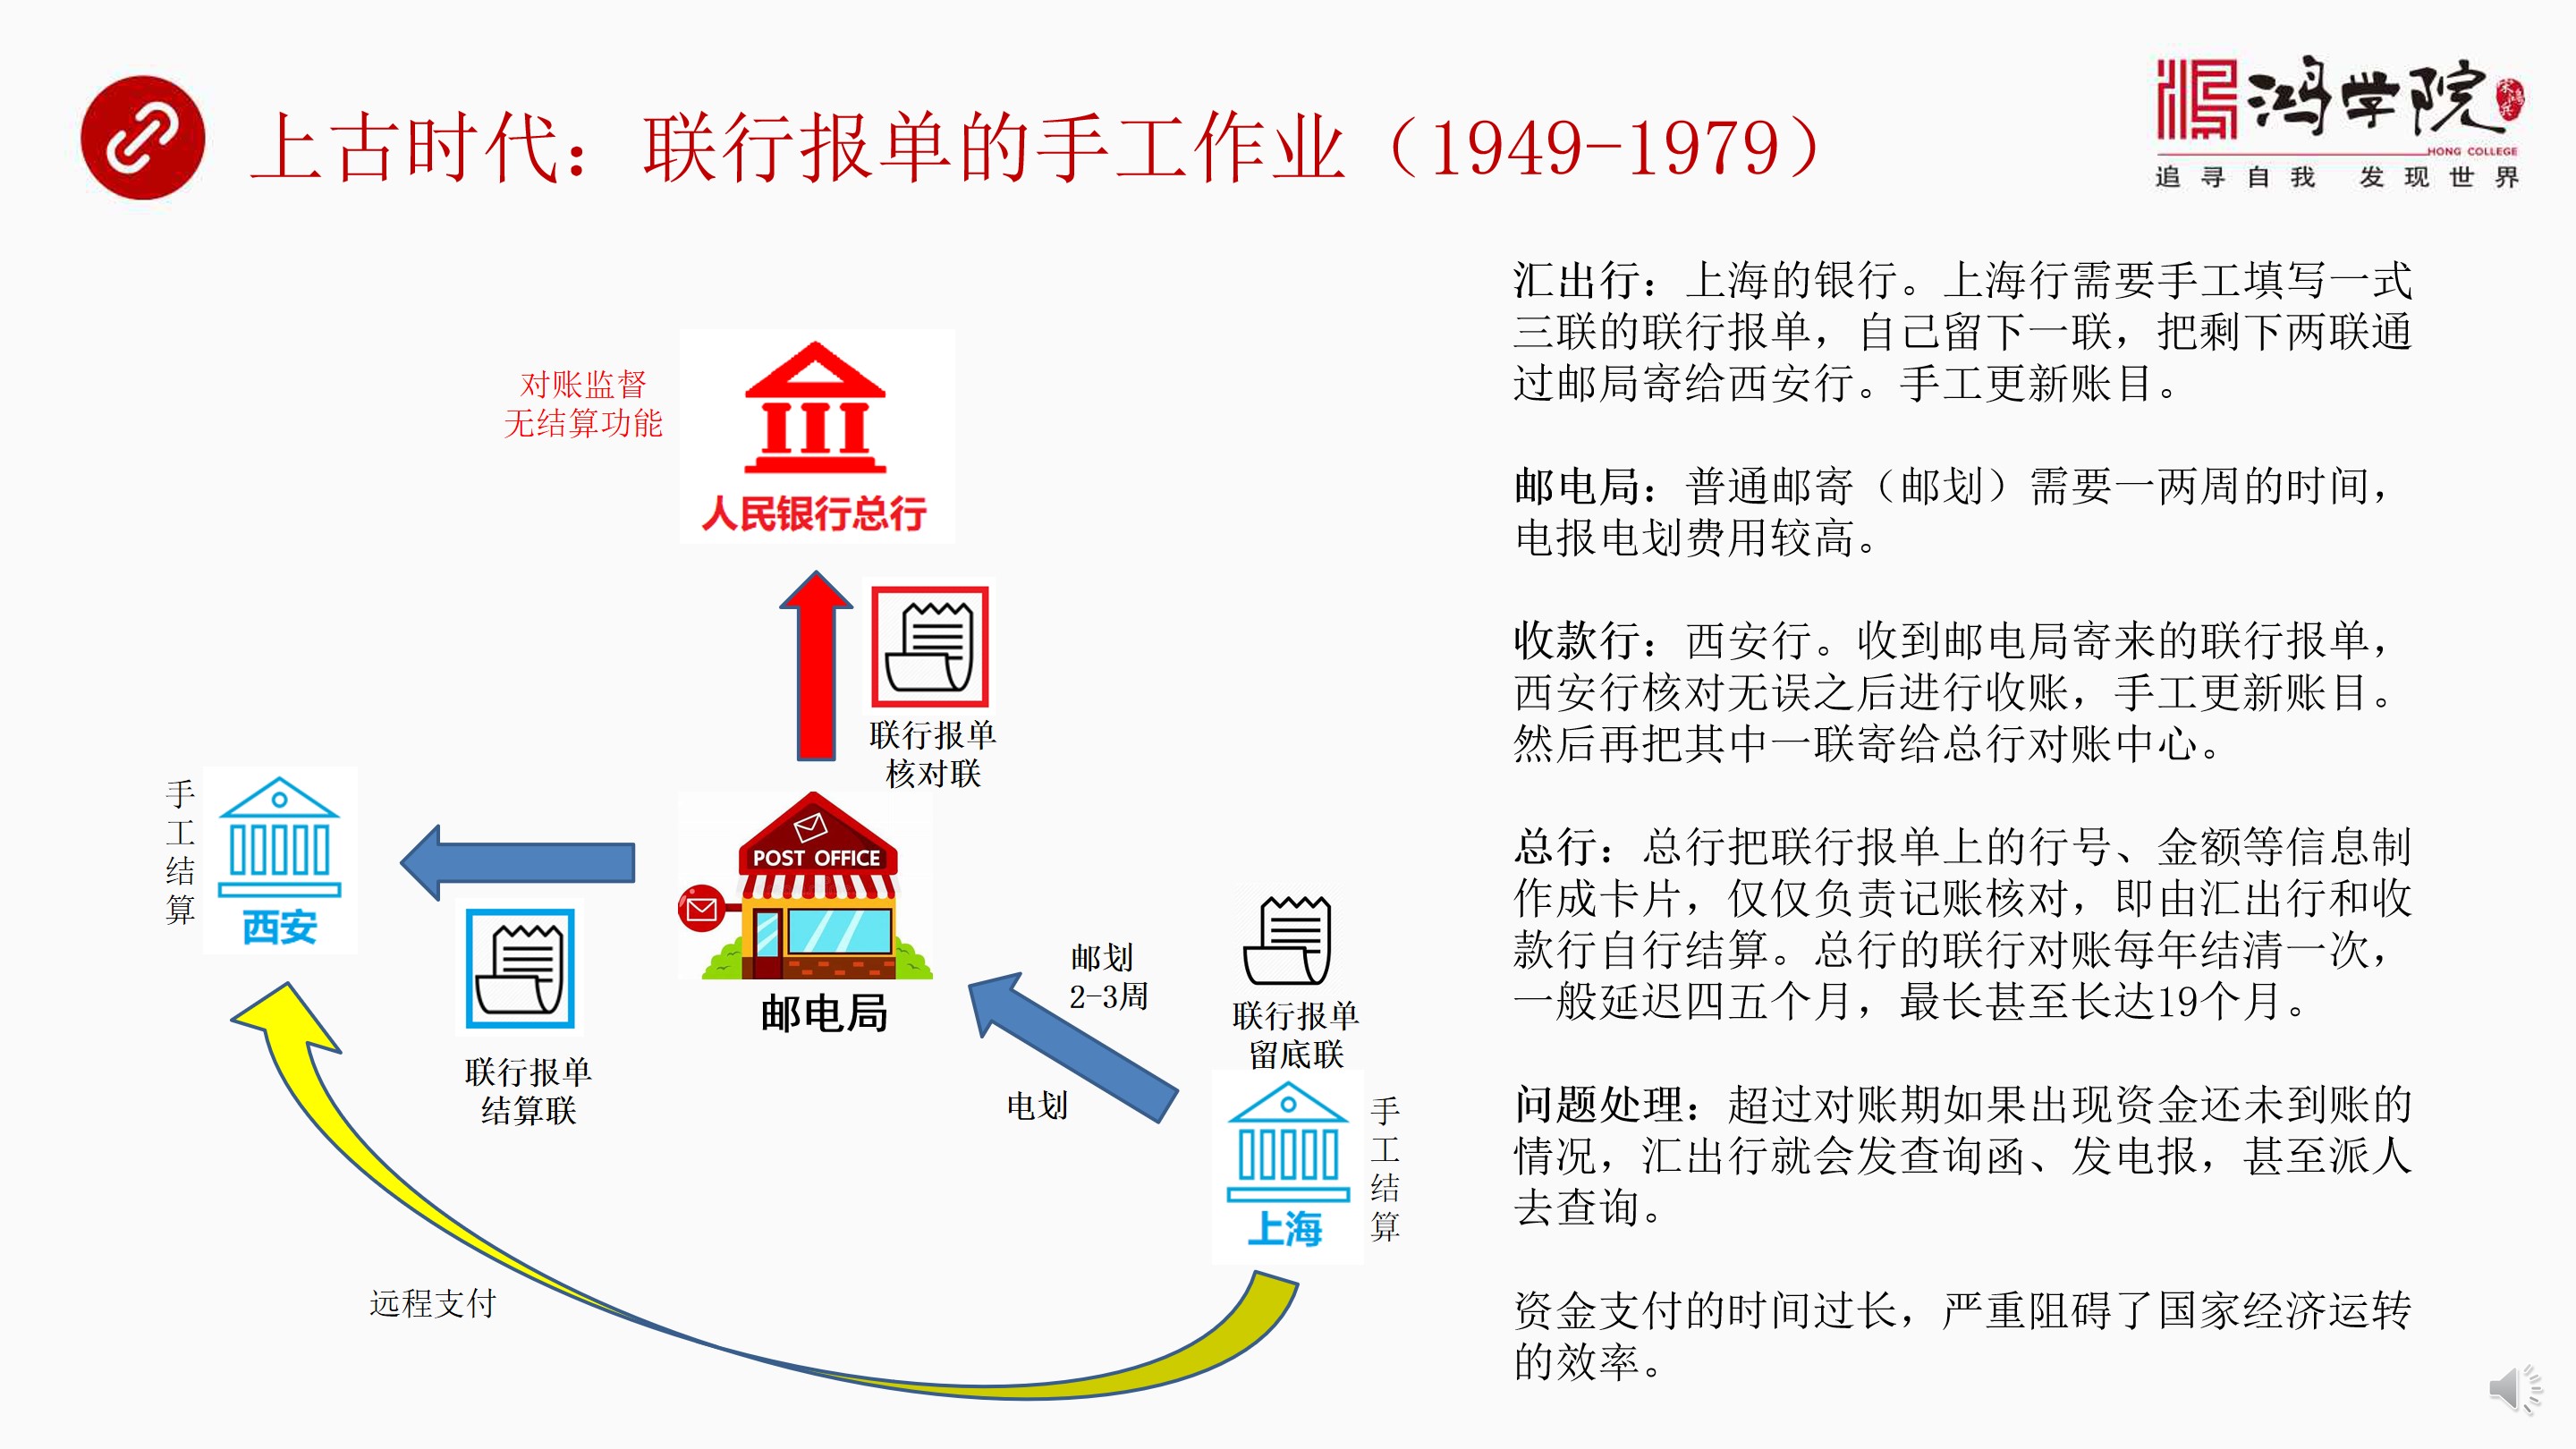 上古时代：联行报单的手工作业（1949-1979）
鸿学院
HONG COLLEGE
追寻自我 发现世界
对账监督
无结算功能
人民银行总行
联行报单
核对联
手工结算
西安
POST OFFICE
邮电局
联行报单
结算联
邮划
2-3周
电划
联行报单
留底联
上海
手工结算
远程支付
汇出行：上海的银行。上海行需要手工填写一式
三联的联行报单，自己留下一联，把剩下两联通
过邮局寄给西安行。手工更新账目。
邮电局：普通邮寄（邮划）需要一两周的时间，
电报电划费用较高。
收款行：西安行。收到邮电局寄来的联行报单，
西安行核对无误之后进行收账，手工更新账目。
然后再把其中一联寄给总行对账中心。
总行：总行把联行报单上的行号、金额等信息制
作成卡片，仅仅负责记账核对，即由汇出行和收
款行自行结算。总行的联行对账每年结清一次，
一般延迟四五个月，最长甚至长达19个月。
问题处理：超过对账期如果出现资金还未到账的
情况，汇出行就会发查询函、发电报，甚至派人
去查询。
资金支付的时间过长，严重阻碍了国家经济运转
的效率。